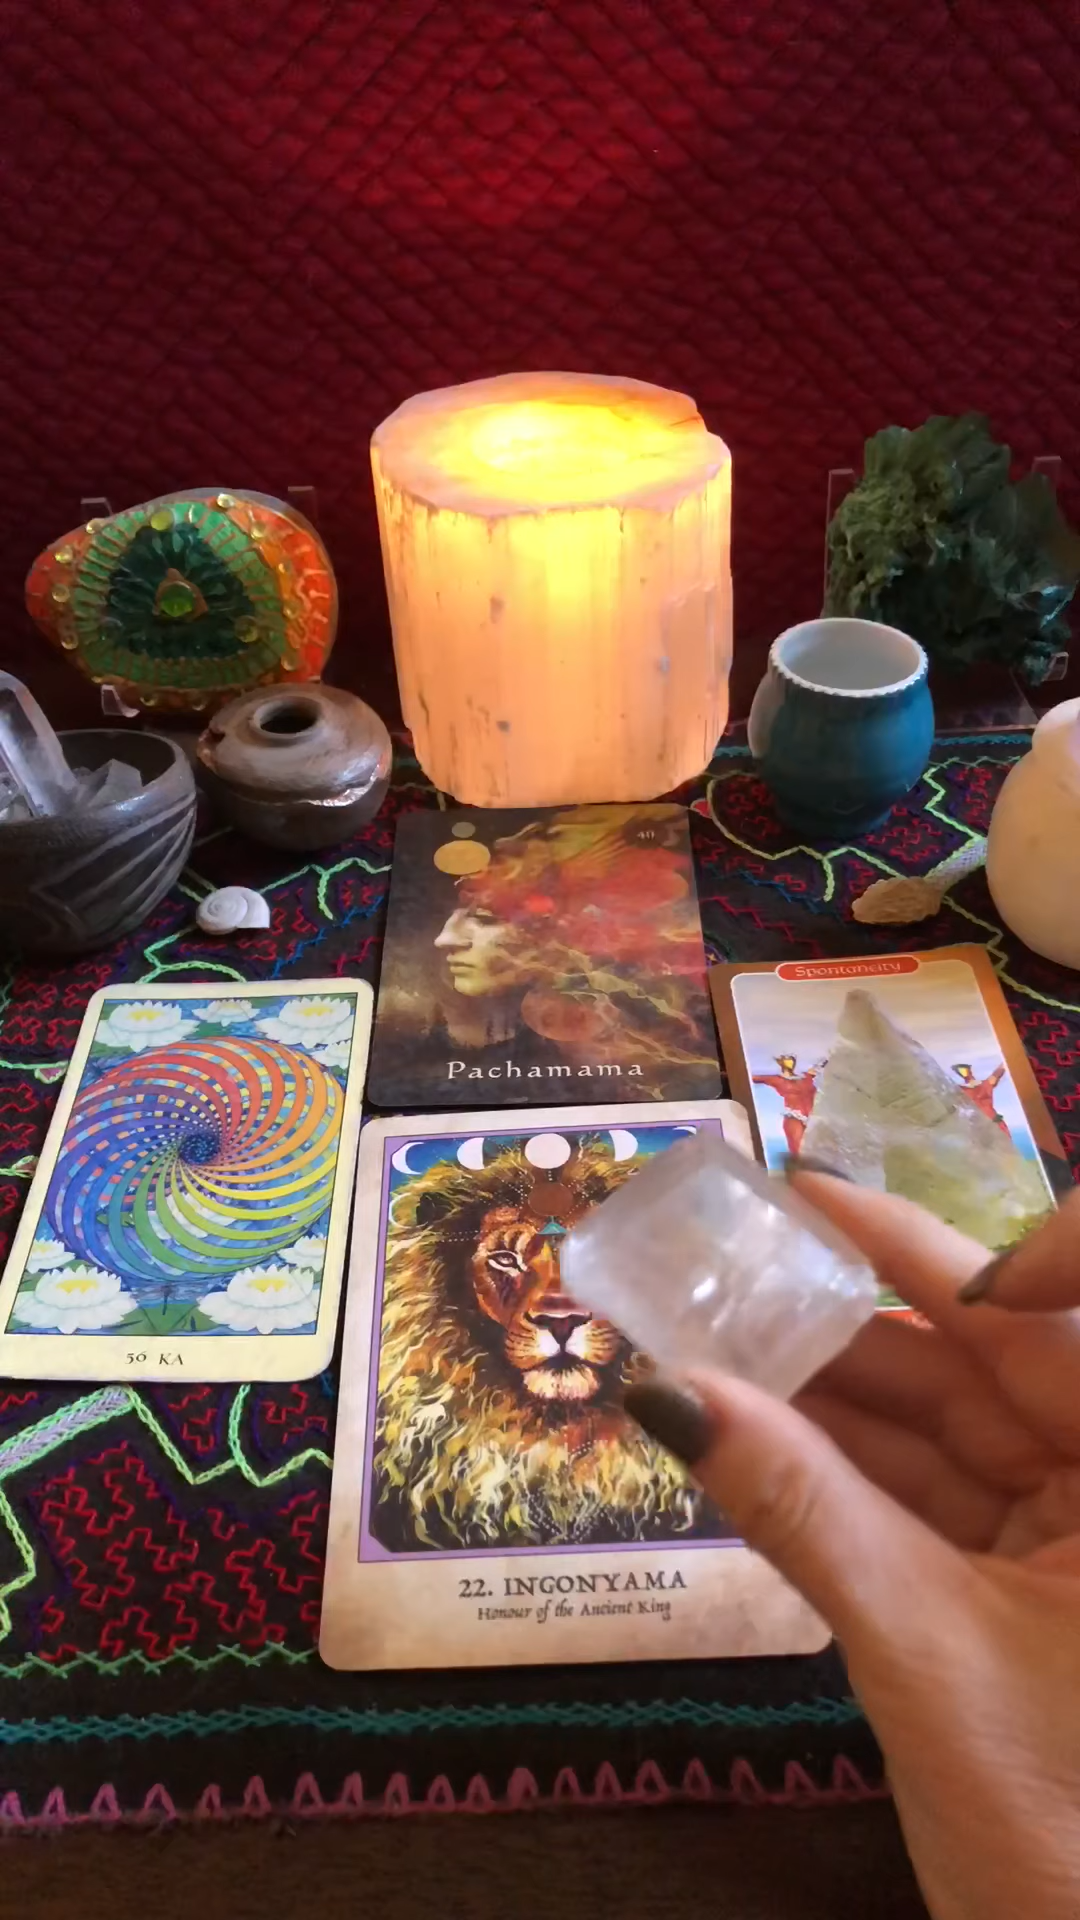 40
Pachamama
Spontaneity
56 KA
22. INGONYAMA
Honour of the Ancient King